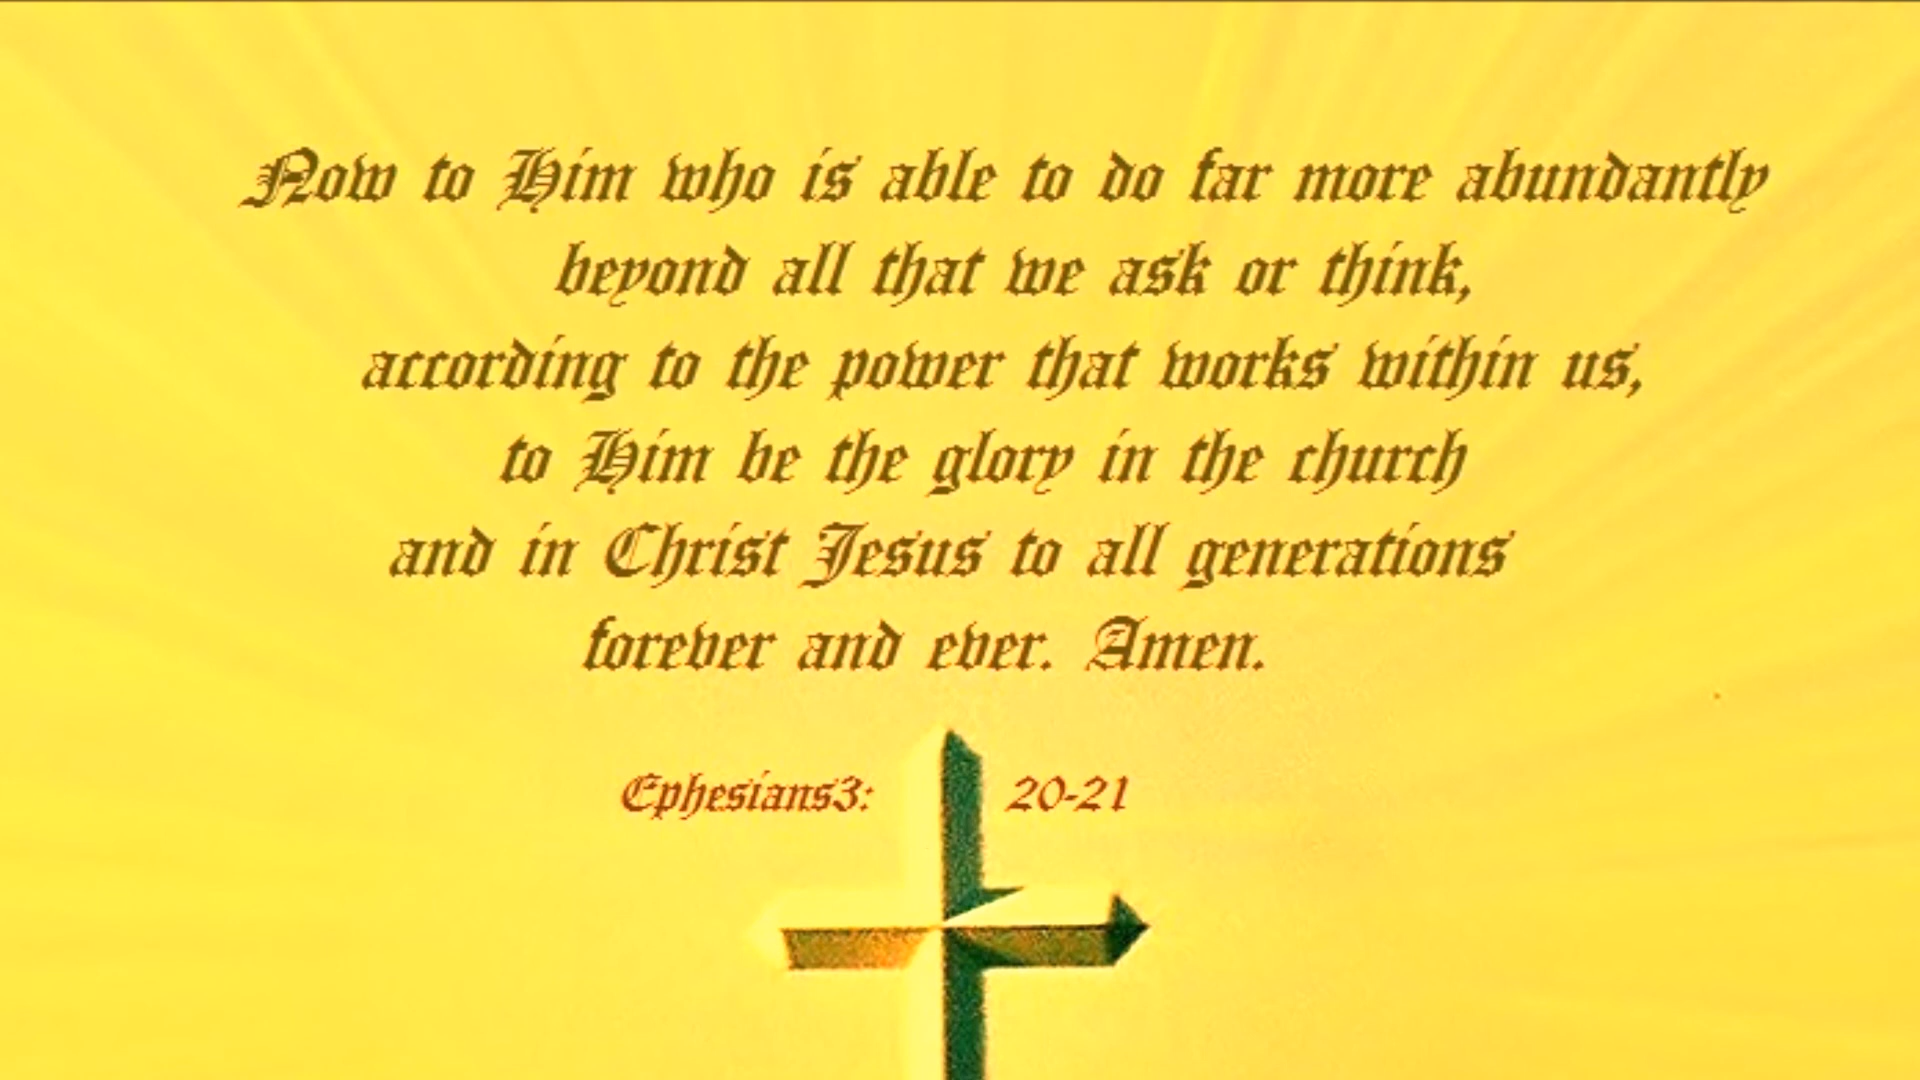 Now to Him who is able to do far more abundantly
beyond all that we ask or think,
according to the power that works within us,
to Him be the glory in the church
and in Christ Jesus to all generations
forever and ever. Amen.
Ephesians3: 20-21